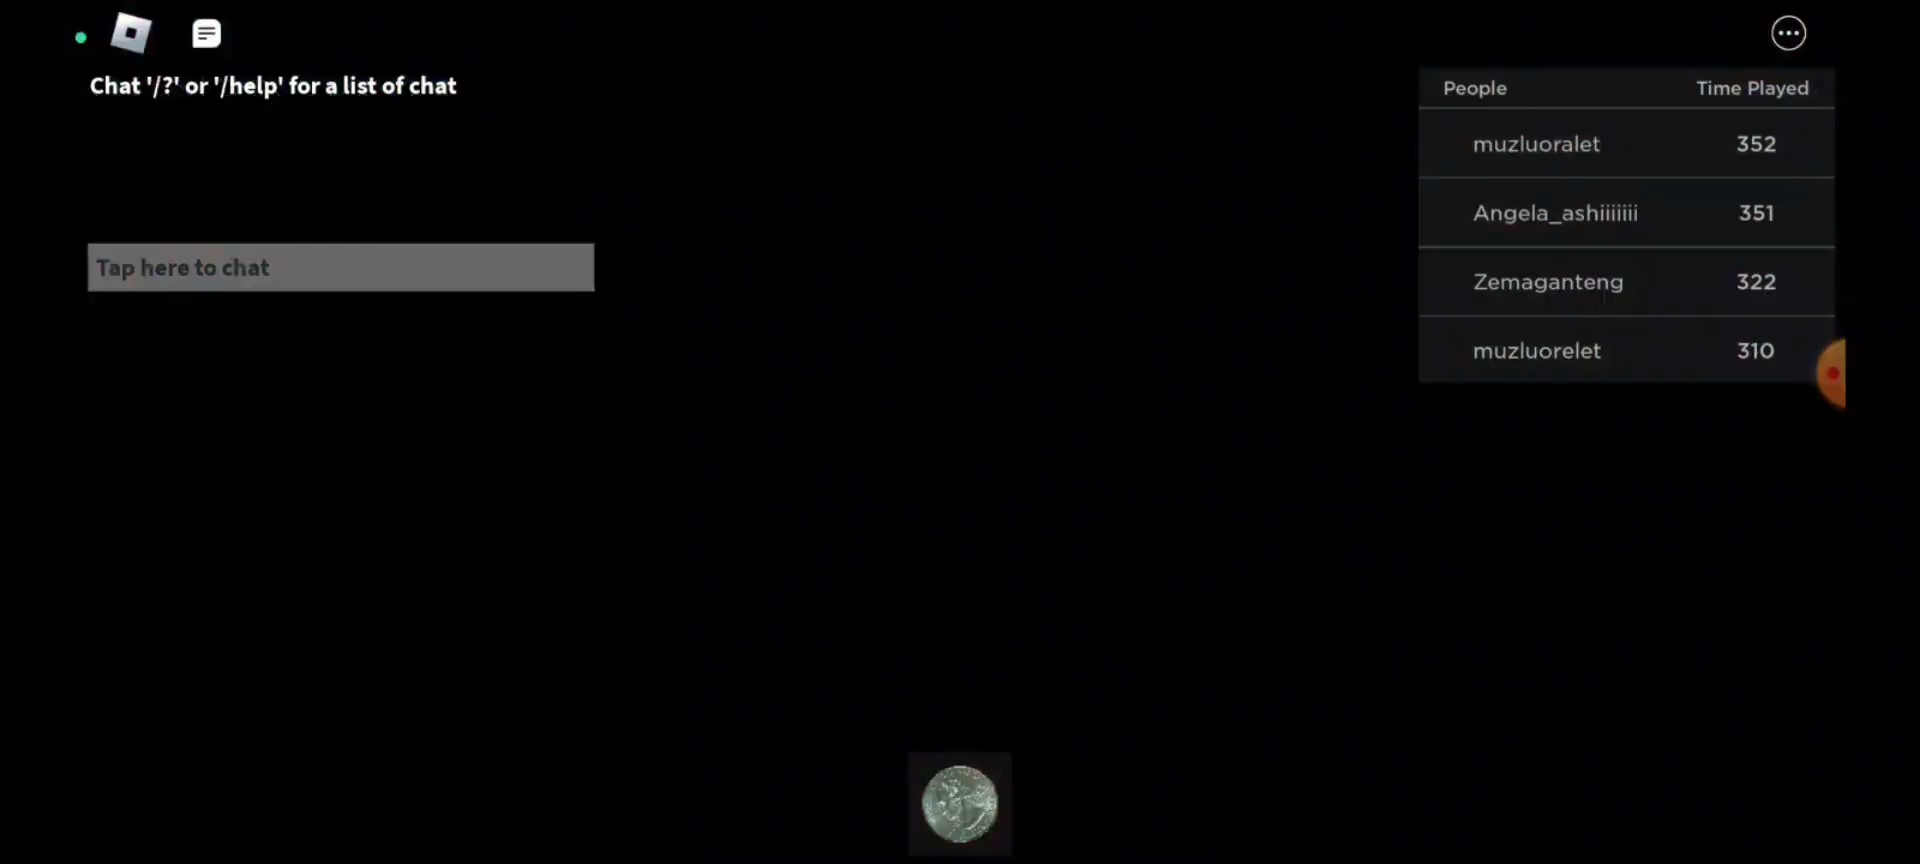 Chat '/?' or '/help' for a list of chat
Tap here to chat
People Time Played
muzluoralet 352
Angela_ashiiiiiii 351
Zemaganteng 322
muzluorelet 310